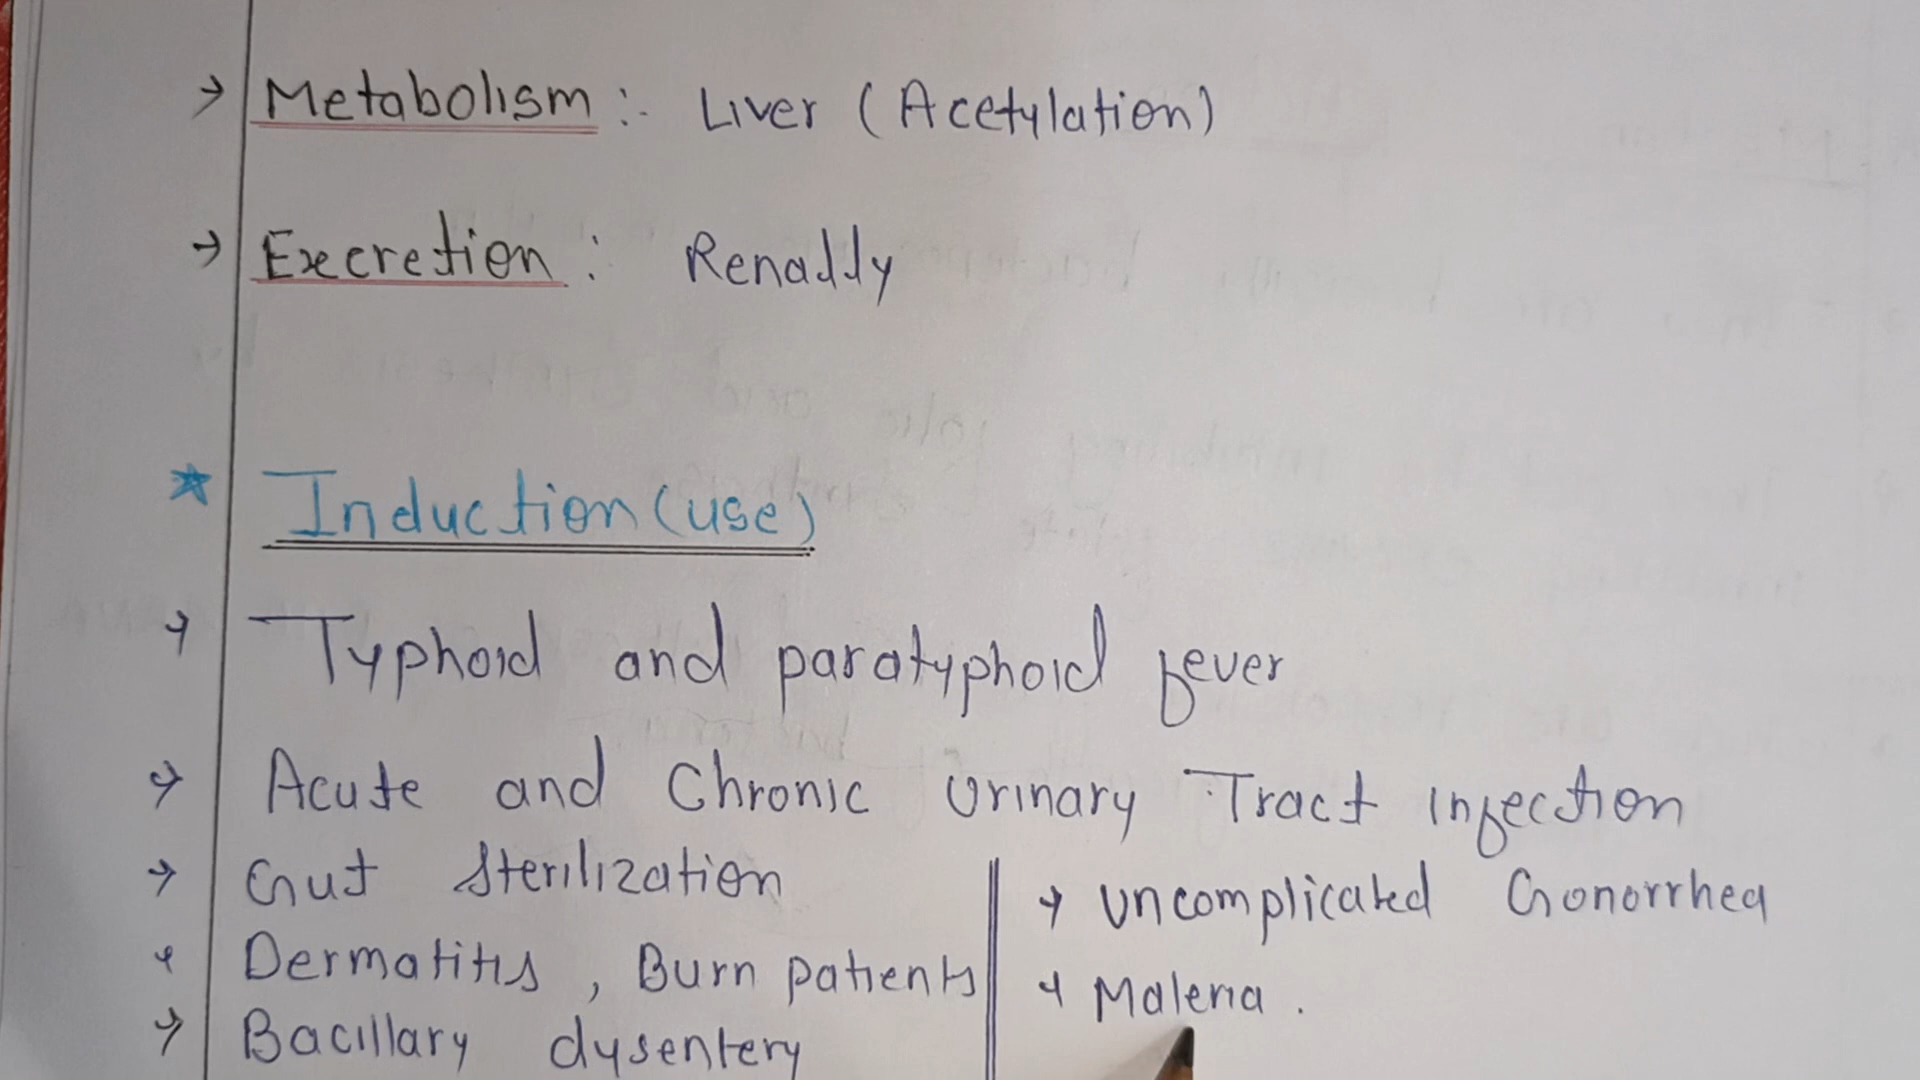 → Metabolism :- Liver (Acetylation)
→ Excretion : Renally
* Induction (use)
→ Typhoid and paratyphoid fever
→ Acute and Chronic Urinary Tract infection
→ Gut Sterilization
→ Dermatitis , Burn patients
→ Bacillary dysentery
→ Uncomplicated Gonorrhea
→ Maleria .